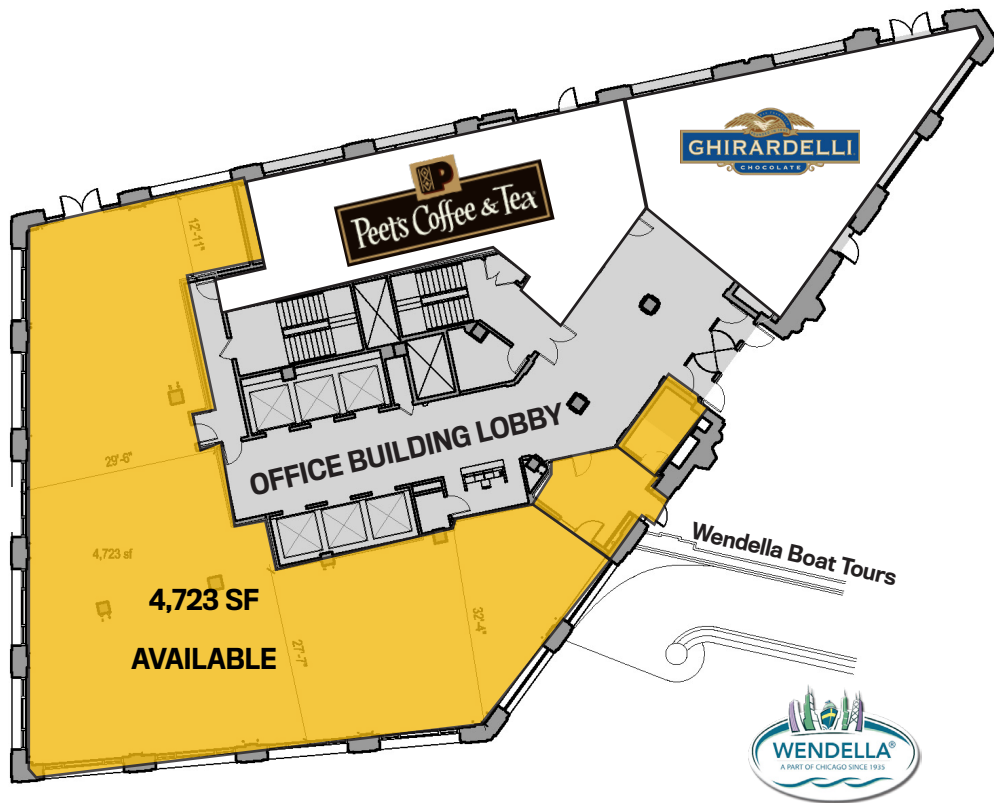 GHIRARDELLI
CHOCOLATE
P
Peet's Coffee & Tea®
12'-11"
OFFICE BUILDING LOBBY
29'-6"
4,723 sf
4,723 SF
AVAILABLE
27'-7"
32'-4"
Wendella Boat Tours
WENDELLA®
A PART OF CHICAGO SINCE 1935